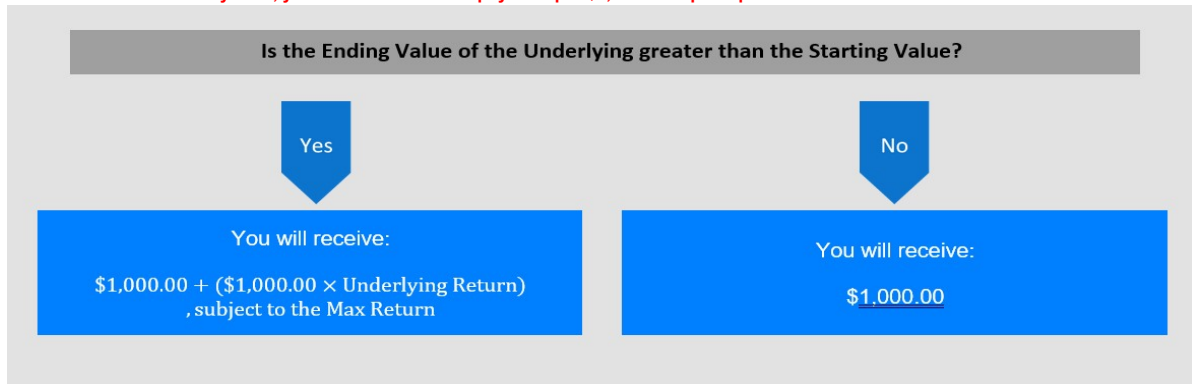 Is the Ending Value of the Underlying greater than the Starting Value?
Yes
No
You will receive:
$1,000.00 + ($1,000.00 × Underlying Return)
, subject to the Max Return
You will receive:
$1,000.00